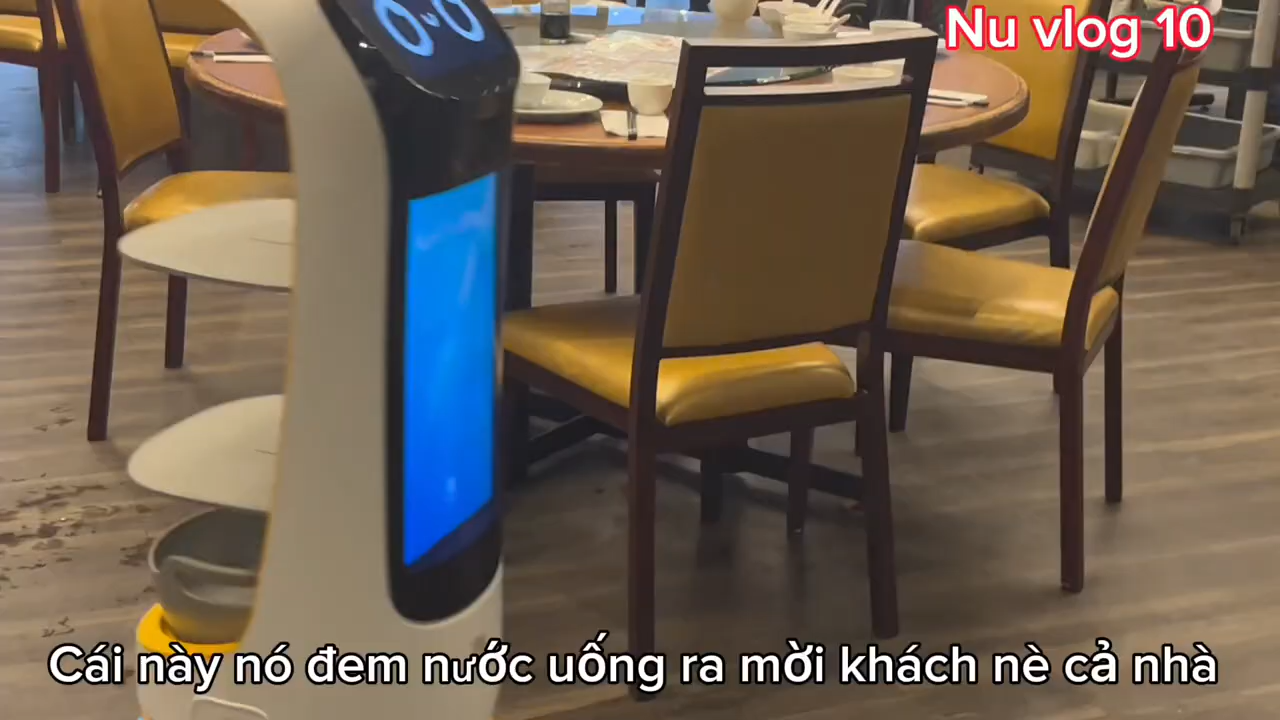 Nu vlog 10
Cái này nó đem nước uống ra mời khách nè cả nhà